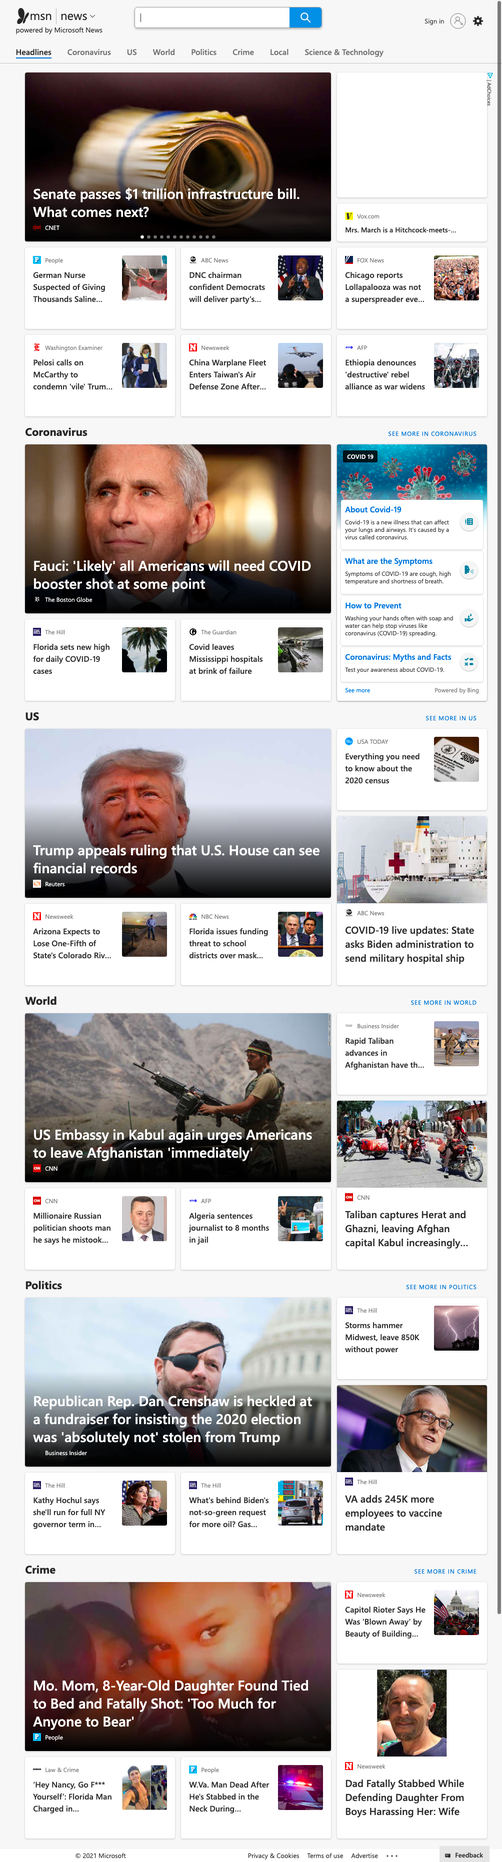 msn | news
powered by Microsoft News
Sign in
Headlines Coronavirus US World Politics Crime Local Science & Technology
Senate passes $1 trillion infrastructure bill.
What comes next?
CNET
AdChoices
Vox.com
Mrs. March is a Hitchcock-meets-...
People
German Nurse
Suspected of Giving
Thousands Saline...
ABC News
DNC chairman
confident Democrats
will deliver party's...
FOX News
Chicago reports
Lollapalooza was not
a superspreader eve...
Washington Examiner
Pelosi calls on
McCarthy to
condemn 'vile' Trum...
Newsweek
China Warplane Fleet
Enters Taiwan's Air
Defense Zone After...
AFP
Ethiopia denounces
'destructive' rebel
alliance as war widens
Coronavirus
SEE MORE IN CORONAVIRUS
Fauci: 'Likely' all Americans will need COVID
booster shot at some point
The Boston Globe
COVID 19
About Covid-19
Covid-19 is a new illness that can affect
your lungs and airways. It's caused by a
virus called coronavirus.
What are the Symptoms
Symptoms of COVID-19 are cough, high
temperature and shortness of breath.
How to Prevent
Washing your hands often with soap and
water can help stop viruses like
coronavirus (COVID-19) spreading.
Coronavirus: Myths and Facts
Test your awareness about COVID-19.
See more
Powered by Bing
The Hill
Florida sets new high
for daily COVID-19
cases
The Guardian
Covid leaves
Mississippi hospitals
at brink of failure
US
SEE MORE IN US
Trump appeals ruling that U.S. House can see
financial records
Reuters
USA TODAY
Everything you need
to know about the
2020 census
ABC News
COVID-19 live updates: State
asks Biden administration to
send military hospital ship
Newsweek
Arizona Expects to
Lose One-Fifth of
State's Colorado Riv...
NBC News
Florida issues funding
threat to school
districts over mask...
World
SEE MORE IN WORLD
US Embassy in Kabul again urges Americans
to leave Afghanistan 'immediately'
CNN
Business Insider
Rapid Taliban
advances in
Afghanistan have th...
CNN
Taliban captures Herat and
Ghazni, leaving Afghan
capital Kabul increasingly...
CNN
Millionaire Russian
politician shoots man
he says he mistook...
AFP
Algeria sentences
journalist to 8 months
in jail
Politics
SEE MORE IN POLITICS
Republican Rep. Dan Crenshaw is heckled at
a fundraiser for insisting the 2020 election
was 'absolutely not' stolen from Trump
Business Insider
The Hill
Storms hammer
Midwest, leave 850K
without power
The Hill
VA adds 245K more
employees to vaccine
mandate
The Hill
Kathy Hochul says
she'll run for full NY
governor term in...
The Hill
What's behind Biden's
not-so-green request
for more oil? Gas...
Crime
SEE MORE IN CRIME
Mo. Mom, 8-Year-Old Daughter Found Tied
to Bed and Fatally Shot: 'Too Much for
Anyone to Bear'
People
Newsweek
Capitol Rioter Says He
Was 'Blown Away' by
Beauty of Building...
Newsweek
Dad Fatally Stabbed While
Defending Daughter From
Boys Harassing Her: Wife
Law & Crime
'Hey Nancy, Go F***
Yourself': Florida Man
Charged in...
People
W.Va. Man Dead After
He's Stabbed in the
Neck During...
© 2021 Microsoft
Privacy & Cookies Terms of use Advertise ...
Feedback